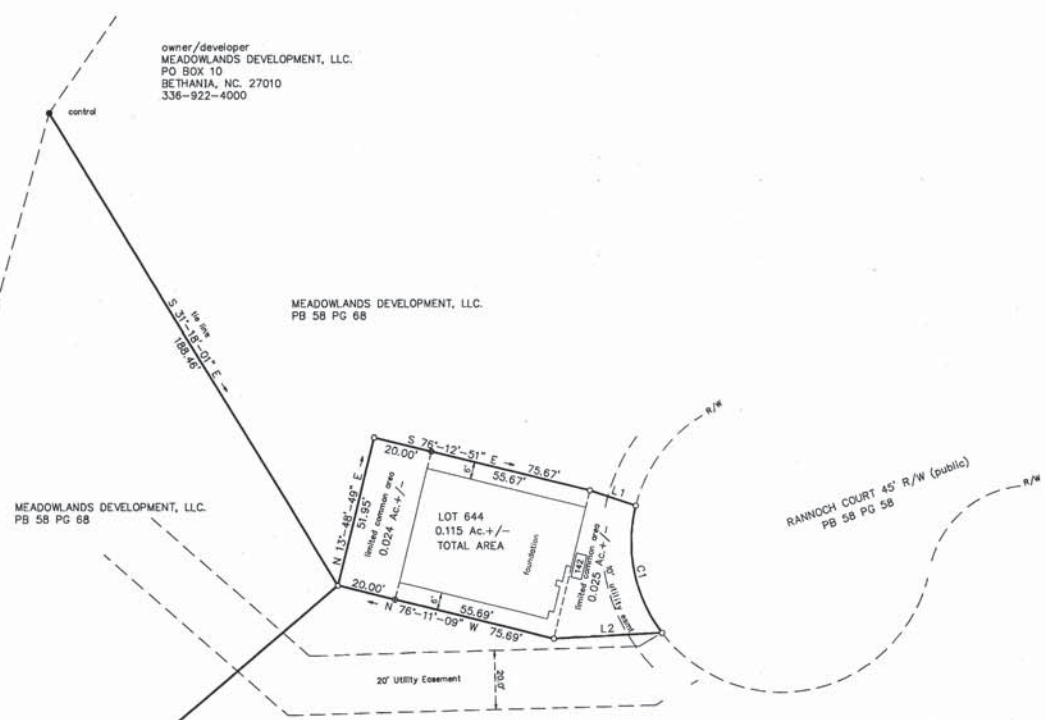 owner/developer
MEADOWLANDS DEVELOPMENT, LLC.
PO BOX 10
BETHANIA, NC. 27010
336-922-4000
control
tie line
S 31°-18'-01" E
188.46'
MEADOWLANDS DEVELOPMENT, LLC.
PB 58 PG 68
R/W
S 76°-12'-51" E
20.00'
75.67'
6'
55.67'
L1
N 13°-48'-49" E
51.95'
limited common area
0.024 Ac.+/-
LOT 644
0.115 Ac.+/-
TOTAL AREA
foundation
142
limited common area
0.025 Ac.+/-
10' utility esmt
C1
RANNOCH COURT 45' R/W (public)
PB 58 PG 58
R/W
MEADOWLANDS DEVELOPMENT, LLC.
PB 58 PG 68
20.00'
N 76°-11'-09" W
6'
55.69'
75.69'
L2
20' Utility Easement
20.0'